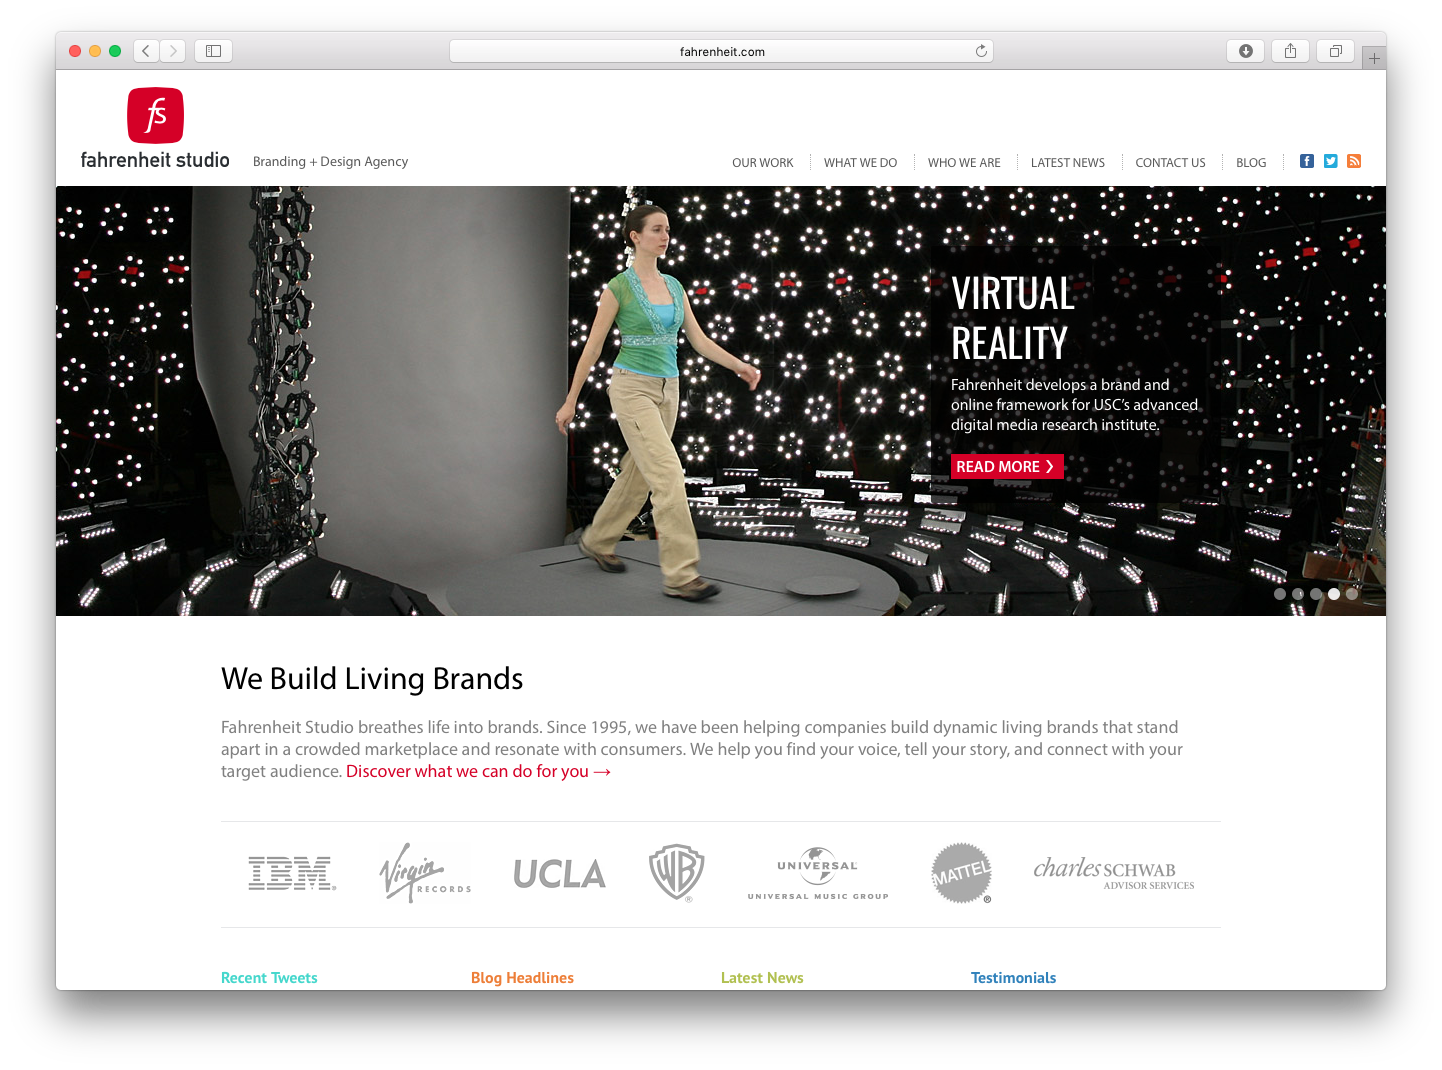 fahrenheit.com
fs
fahrenheit studio
Branding + Design Agency
OUR WORK
WHAT WE DO
WHO WE ARE
LATEST NEWS
CONTACT US
BLOG
VIRTUAL
REALITY
Fahrenheit develops a brand and
online framework for USC’s advanced
digital media research institute.
READ MORE
We Build Living Brands
Fahrenheit Studio breathes life into brands. Since 1995, we have been helping companies build dynamic living brands that stand
apart in a crowded marketplace and resonate with consumers. We help you find your voice, tell your story, and connect with your
target audience. Discover what we can do for you →
IBM®
Virgin
RECORDS
UCLA
WB®
UNIVERSAL
UNIVERSAL MUSIC GROUP
MATTEL®
charles SCHWAB
ADVISOR SERVICES
Recent Tweets
Blog Headlines
Latest News
Testimonials